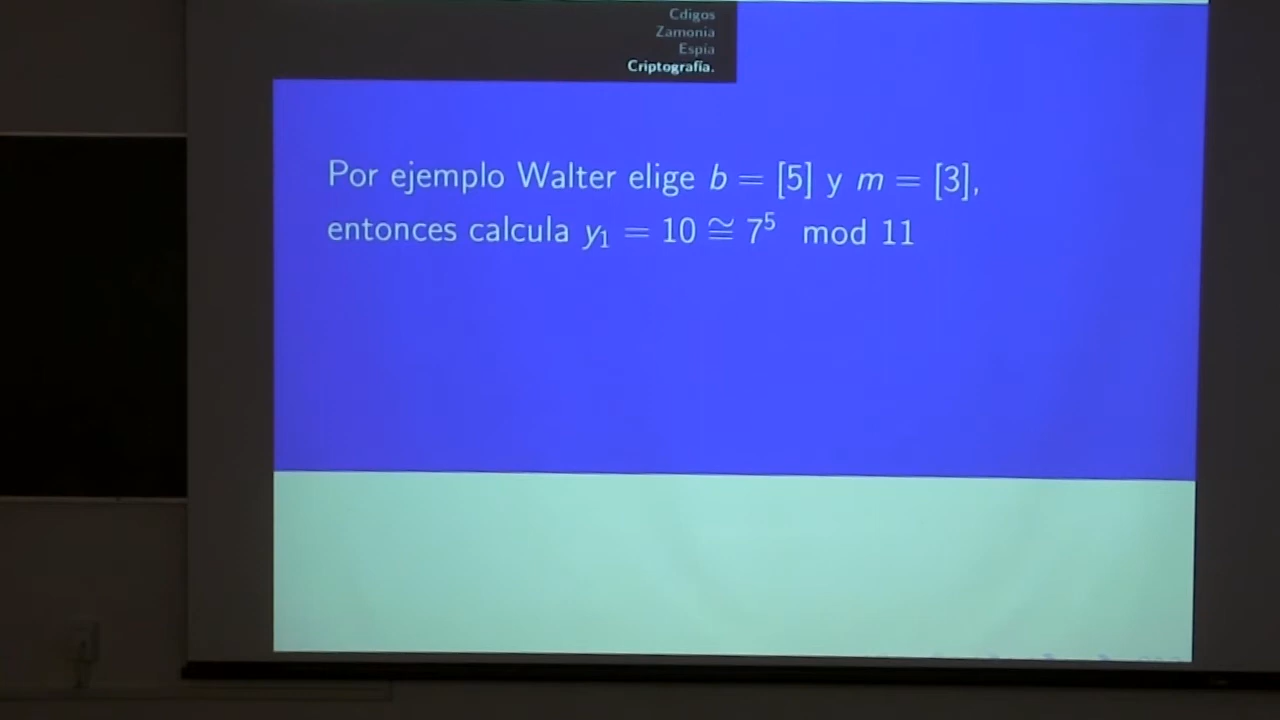 Cdigos
Zamonia
Espia
Criptografía.
Por ejemplo Walter elige b = [5] y m = [3],
entonces calcula y₁ = 10 ≅ 7⁵ mod 11